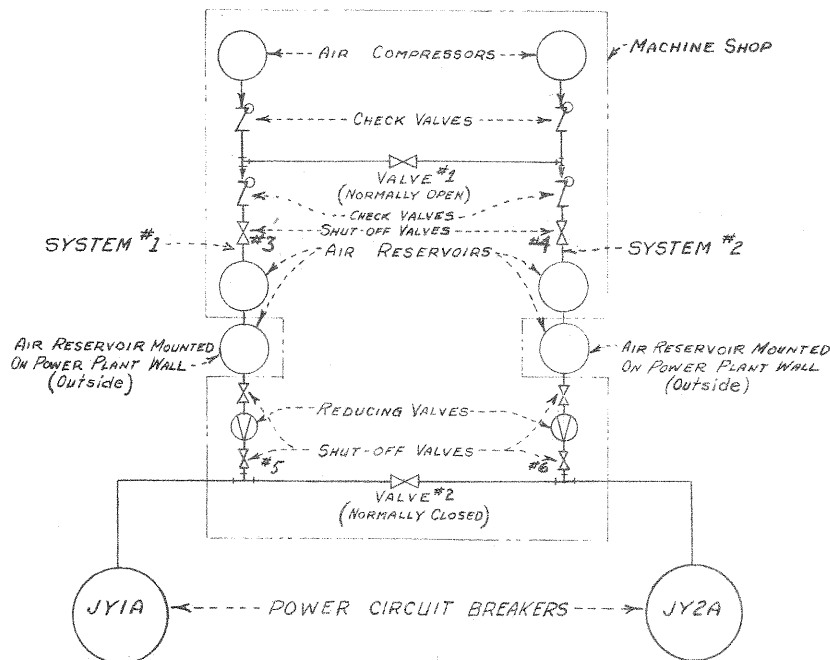 AIR COMPRESSORS
MACHINE SHOP
CHECK VALVES
VALVE #1
(NORMALLY OPEN)
CHECK VALVES
SHUT-OFF VALVES
#3
#4
SYSTEM #1
AIR RESERVOIRS
SYSTEM #2
AIR RESERVOIR MOUNTED
ON POWER PLANT WALL
(Outside)
AIR RESERVOIR MOUNTED
ON POWER PLANT WALL
(Outside)
REDUCING VALVES
SHUT-OFF VALVES
#5
#6
VALVE #2
(NORMALLY CLOSED)
JY1A
POWER CIRCUIT BREAKERS
JY2A